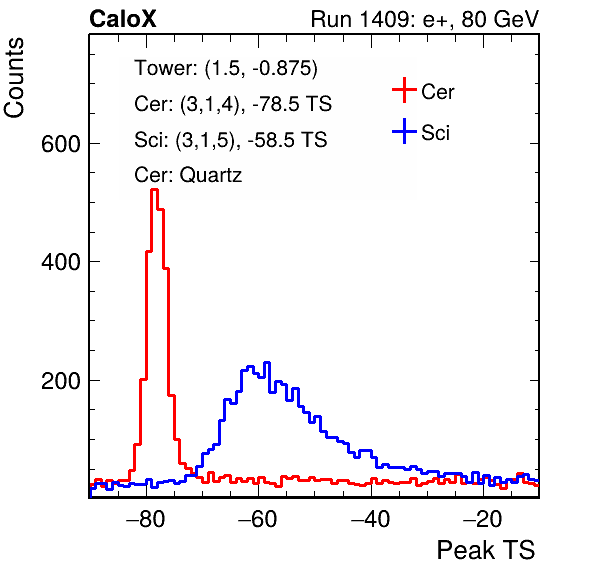 CaloX Run 1409: e+, 80 GeV
Counts
Tower: (1.5, -0.875)
Cer: (3,1,4), -78.5 TS
Sci: (3,1,5), -58.5 TS
Cer: Quartz
Cer
Sci
600
400
200
−80 −60 −40 −20
Peak TS